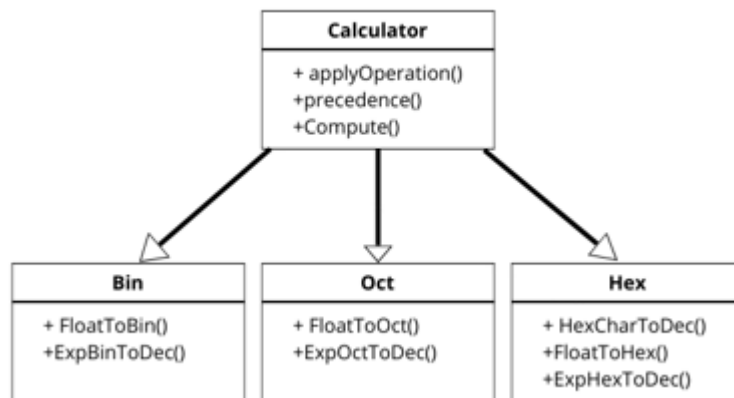 Calculator
+ applyOperation()
+precedence()
+Compute()
Bin
+ FloatToBin()
+ExpBinToDec()
Oct
+ FloatToOct()
+ExpOctToDec()
Hex
+ HexCharToDec()
+FloatToHex()
+ExpHexToDec()